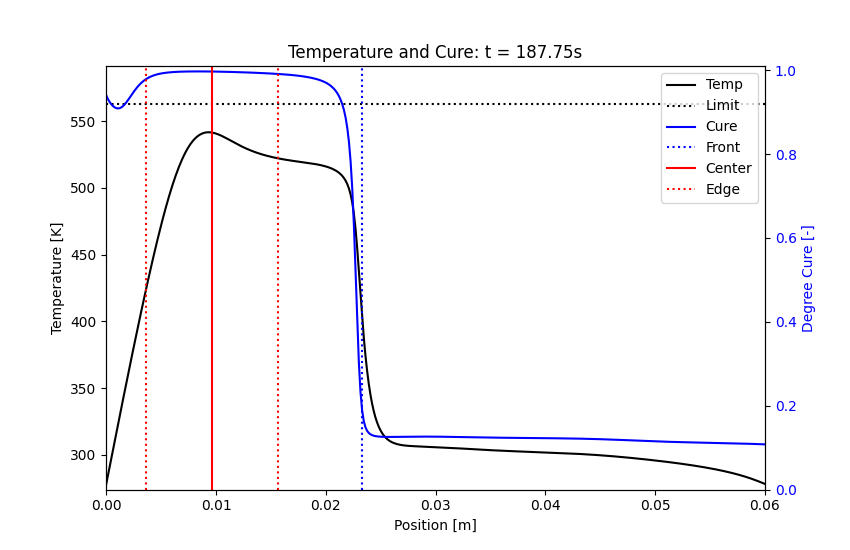 Temperature and Cure: t = 187.75s
Temperature [K]
550
500
450
400
350
300
Temp
Limit
Cure
Front
Center
Edge
1.0
0.8
0.6
0.4
0.2
0.0
Degree Cure [-]
0.00 0.01 0.02 0.03 0.04 0.05 0.06
Position [m]